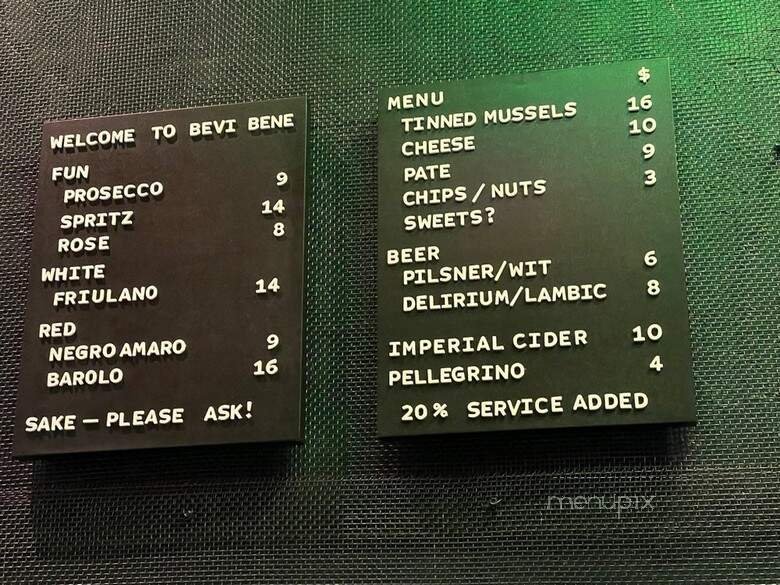 WELCOME TO BEVI BENE
FUN
PROSECCO 9
SPRITZ 14
ROSE 8
WHITE
FRIULANO 14
RED
NEGRO AMARO 9
BAROLO 16
SAKE — PLEASE ASK!
$
MENU
TINNED MUSSELS 16
CHEESE 10
PATE 9
CHIPS / NUTS 3
SWEETS?
BEER
PILSNER/WIT 6
DELIRIUM/LAMBIC 8
IMPERIAL CIDER 10
PELLEGRINO 4
20% SERVICE ADDED
menupix